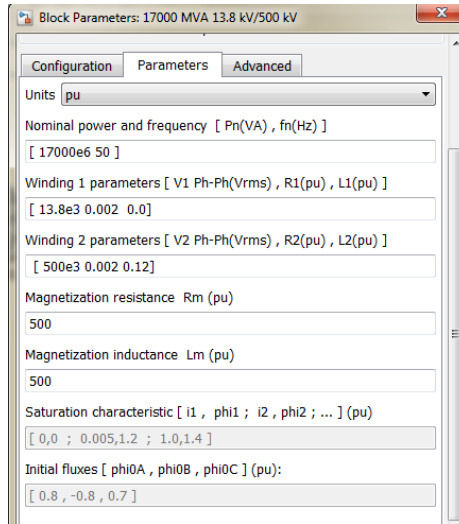 Block Parameters: 17000 MVA 13.8 kV/500 kV
Configuration Parameters Advanced
Units pu
Nominal power and frequency [ Pn(VA) , fn(Hz) ]
[ 17000e6 50 ]
Winding 1 parameters [ V1 Ph-Ph(Vrms) , R1(pu) , L1(pu) ]
[ 13.8e3 0.002 0.0]
Winding 2 parameters [ V2 Ph-Ph(Vrms) , R2(pu) , L2(pu) ]
[ 500e3 0.002 0.12]
Magnetization resistance Rm (pu)
500
Magnetization inductance Lm (pu)
500
Saturation characteristic [ i1 , phi1 ; i2 , phi2 ; ... ] (pu)
[ 0,0 ; 0.005,1.2 ; 1.0,1.4 ]
Initial fluxes [ phi0A , phi0B , phi0C ] (pu):
[ 0.8 , -0.8 , 0.7 ]